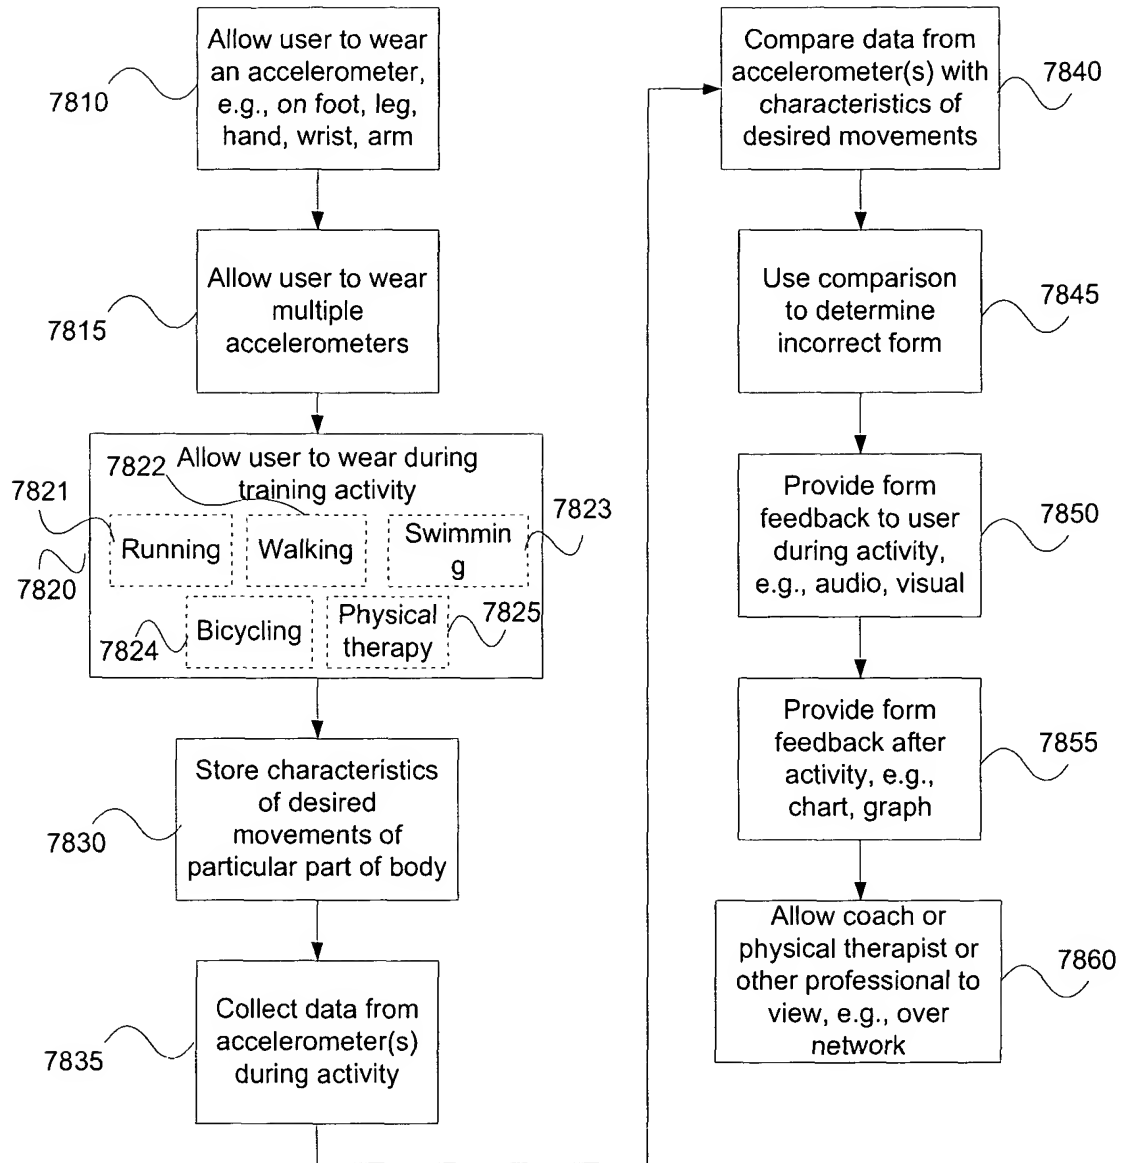 Allow user to wear
an accelerometer,
e.g., on foot, leg,
hand, wrist, arm
7810
Allow user to wear
multiple
accelerometers
7815
Allow user to wear during
training activity
7822
7821
7823
7820
Running
Walking
Swimmin
g
7824
Bicycling
Physical
therapy
7825
Store characteristics
of desired
movements of
particular part of body
7830
Collect data from
accelerometer(s)
during activity
7835
Compare data from
accelerometer(s) with
characteristics of
desired movements
7840
Use comparison
to determine
incorrect form
7845
Provide form
feedback to user
during activity,
e.g., audio, visual
7850
Provide form
feedback after
activity, e.g.,
chart, graph
7855
Allow coach or
physical therapist or
other professional to
view, e.g., over
network
7860